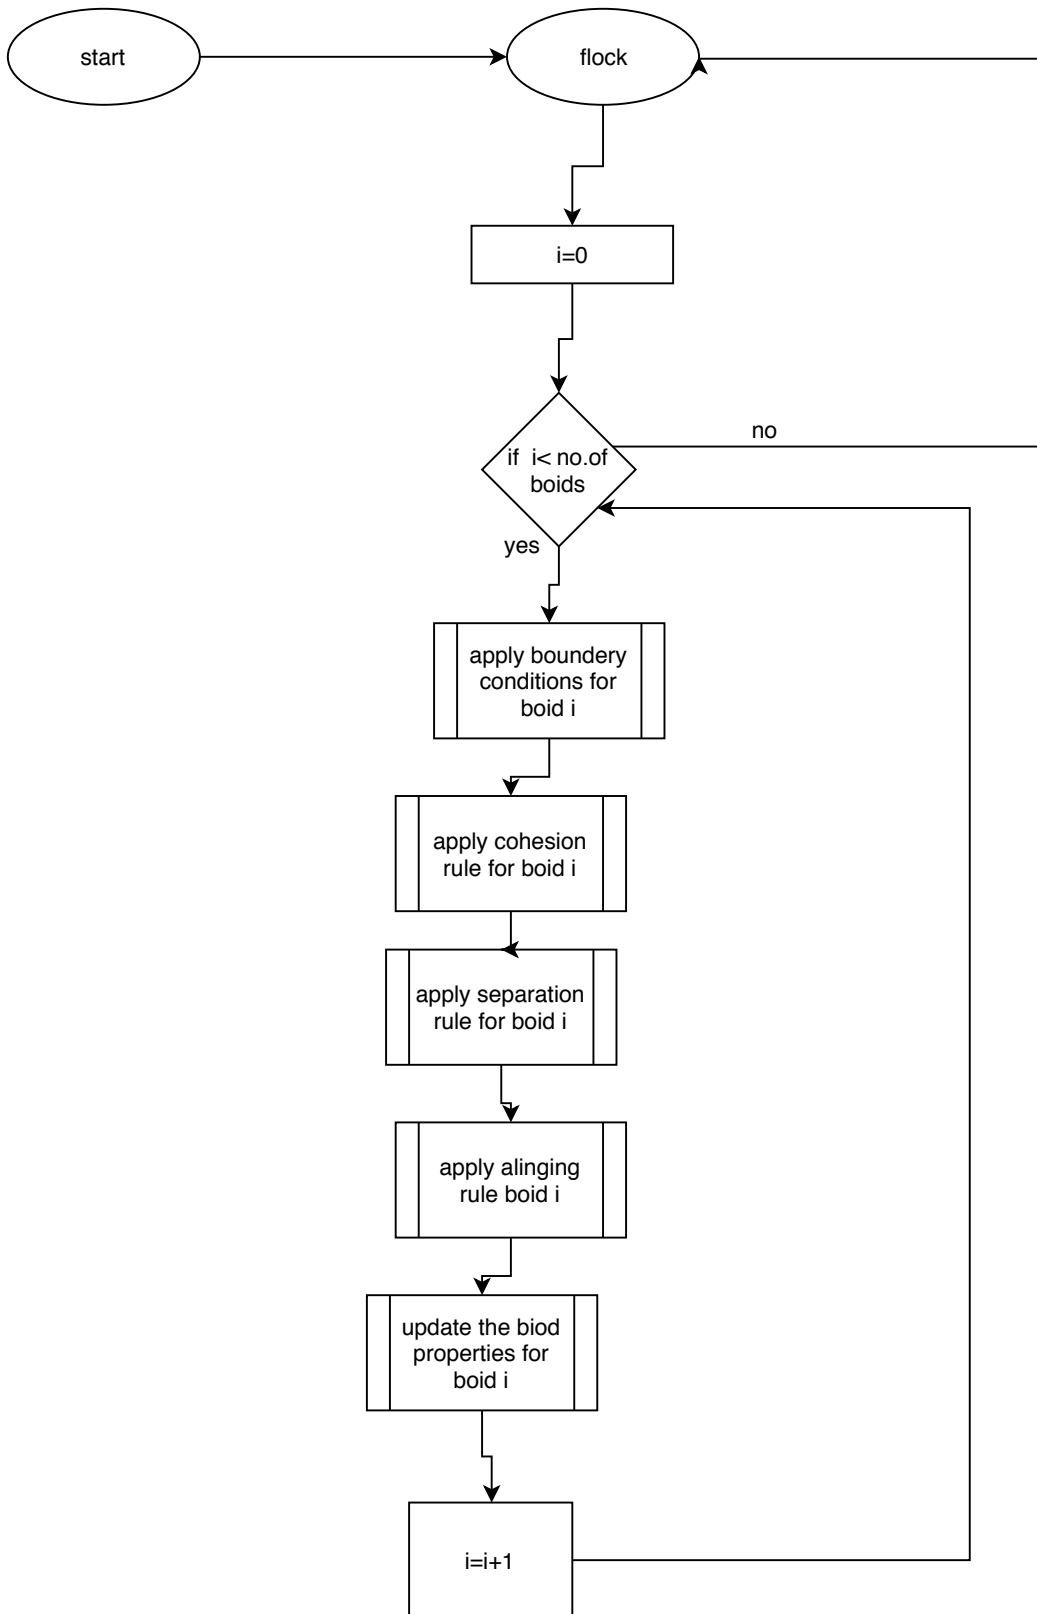 start
flock
i=0
if i< no.of
boids
no
yes
apply boundery
conditions for
boid i
apply cohesion
rule for boid i
apply separation
rule for boid i
apply alinging
rule boid i
update the biod
properties for
boid i
i=i+1